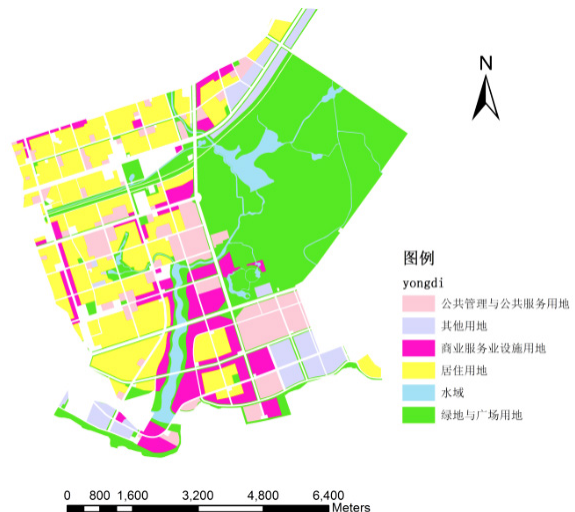 N
图例
yongdi
公共管理与公共服务用地
其他用地
商业服务业设施用地
居住用地
水域
绿地与广场用地
0 800 1,600 3,200 4,800 6,400
Meters